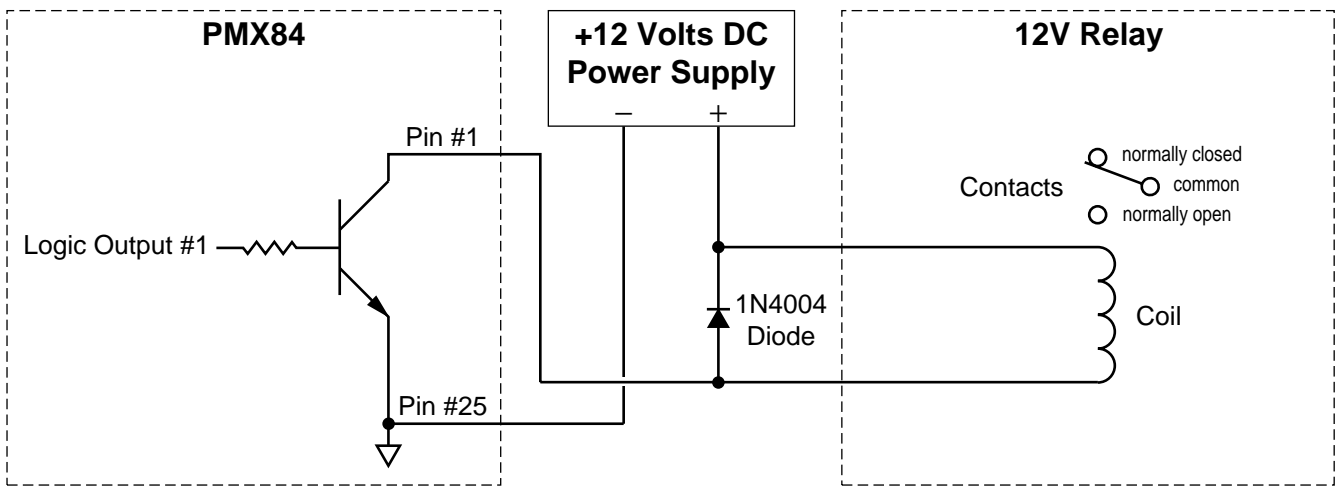 PMX84
+12 Volts DC
Power Supply
− +
12V Relay
Pin #1
Contacts
normally closed
common
normally open
Logic Output #1
1N4004
Diode
Coil
Pin #25